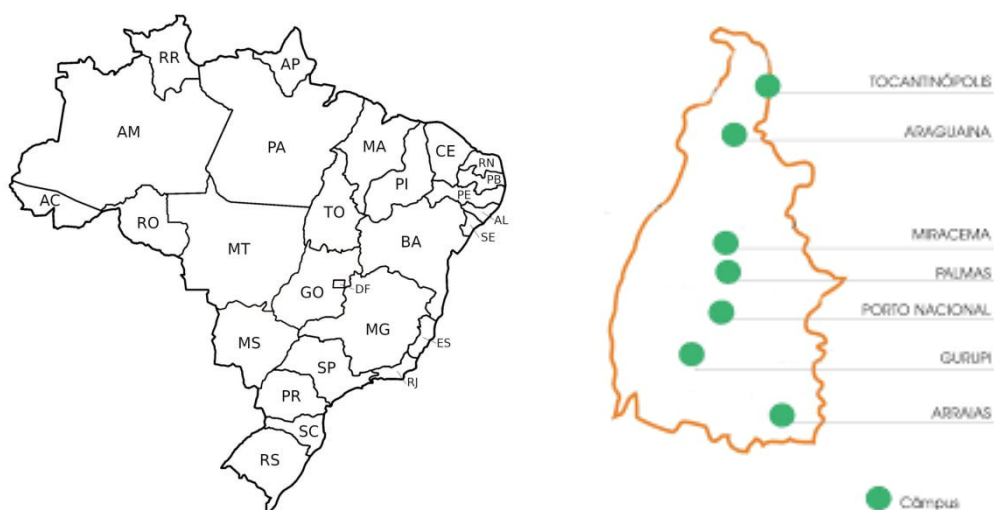 RR
AP
AM
PA
MA
CE
RN
PB
PI
PE
AC
TO
AL
RO
BA
SE
MT
GO
DF
MG
MS
ES
SP
RJ
PR
SC
RS
TOCANTINÓPOLIS
ARAGUAINA
MIRACEMA
PALMAS
PORTO NACIONAL
GURUPI
ARRAIAS
Câmpus